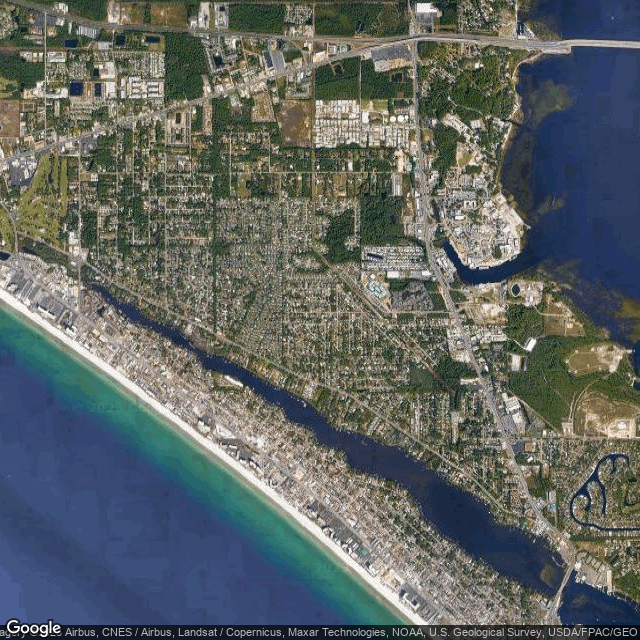 Google
Airbus, CNES / Airbus, Landsat / Copernicus, Maxar Technologies, NOAA, U.S. Geological Survey, USDA/FPAC/GEO